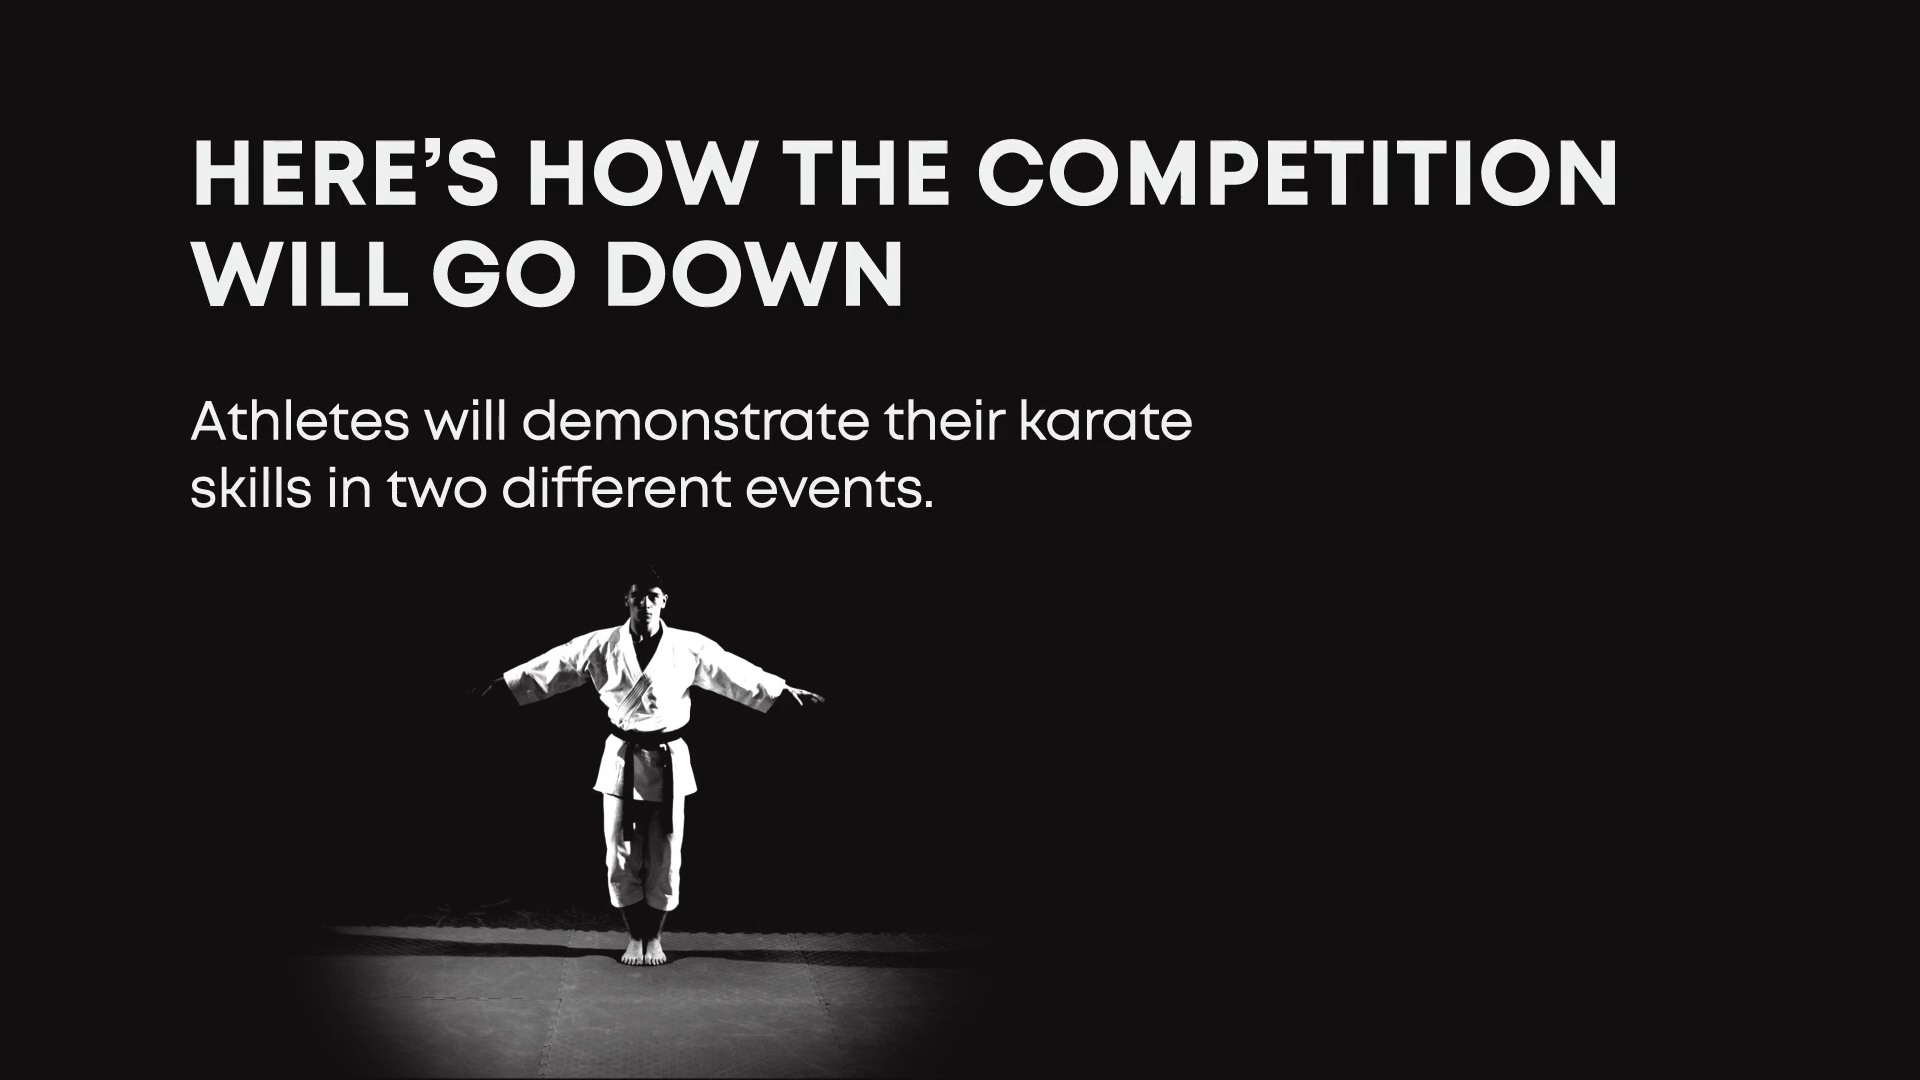 HERE’S HOW THE COMPETITION
WILL GO DOWN
Athletes will demonstrate their karate
skills in two different events.